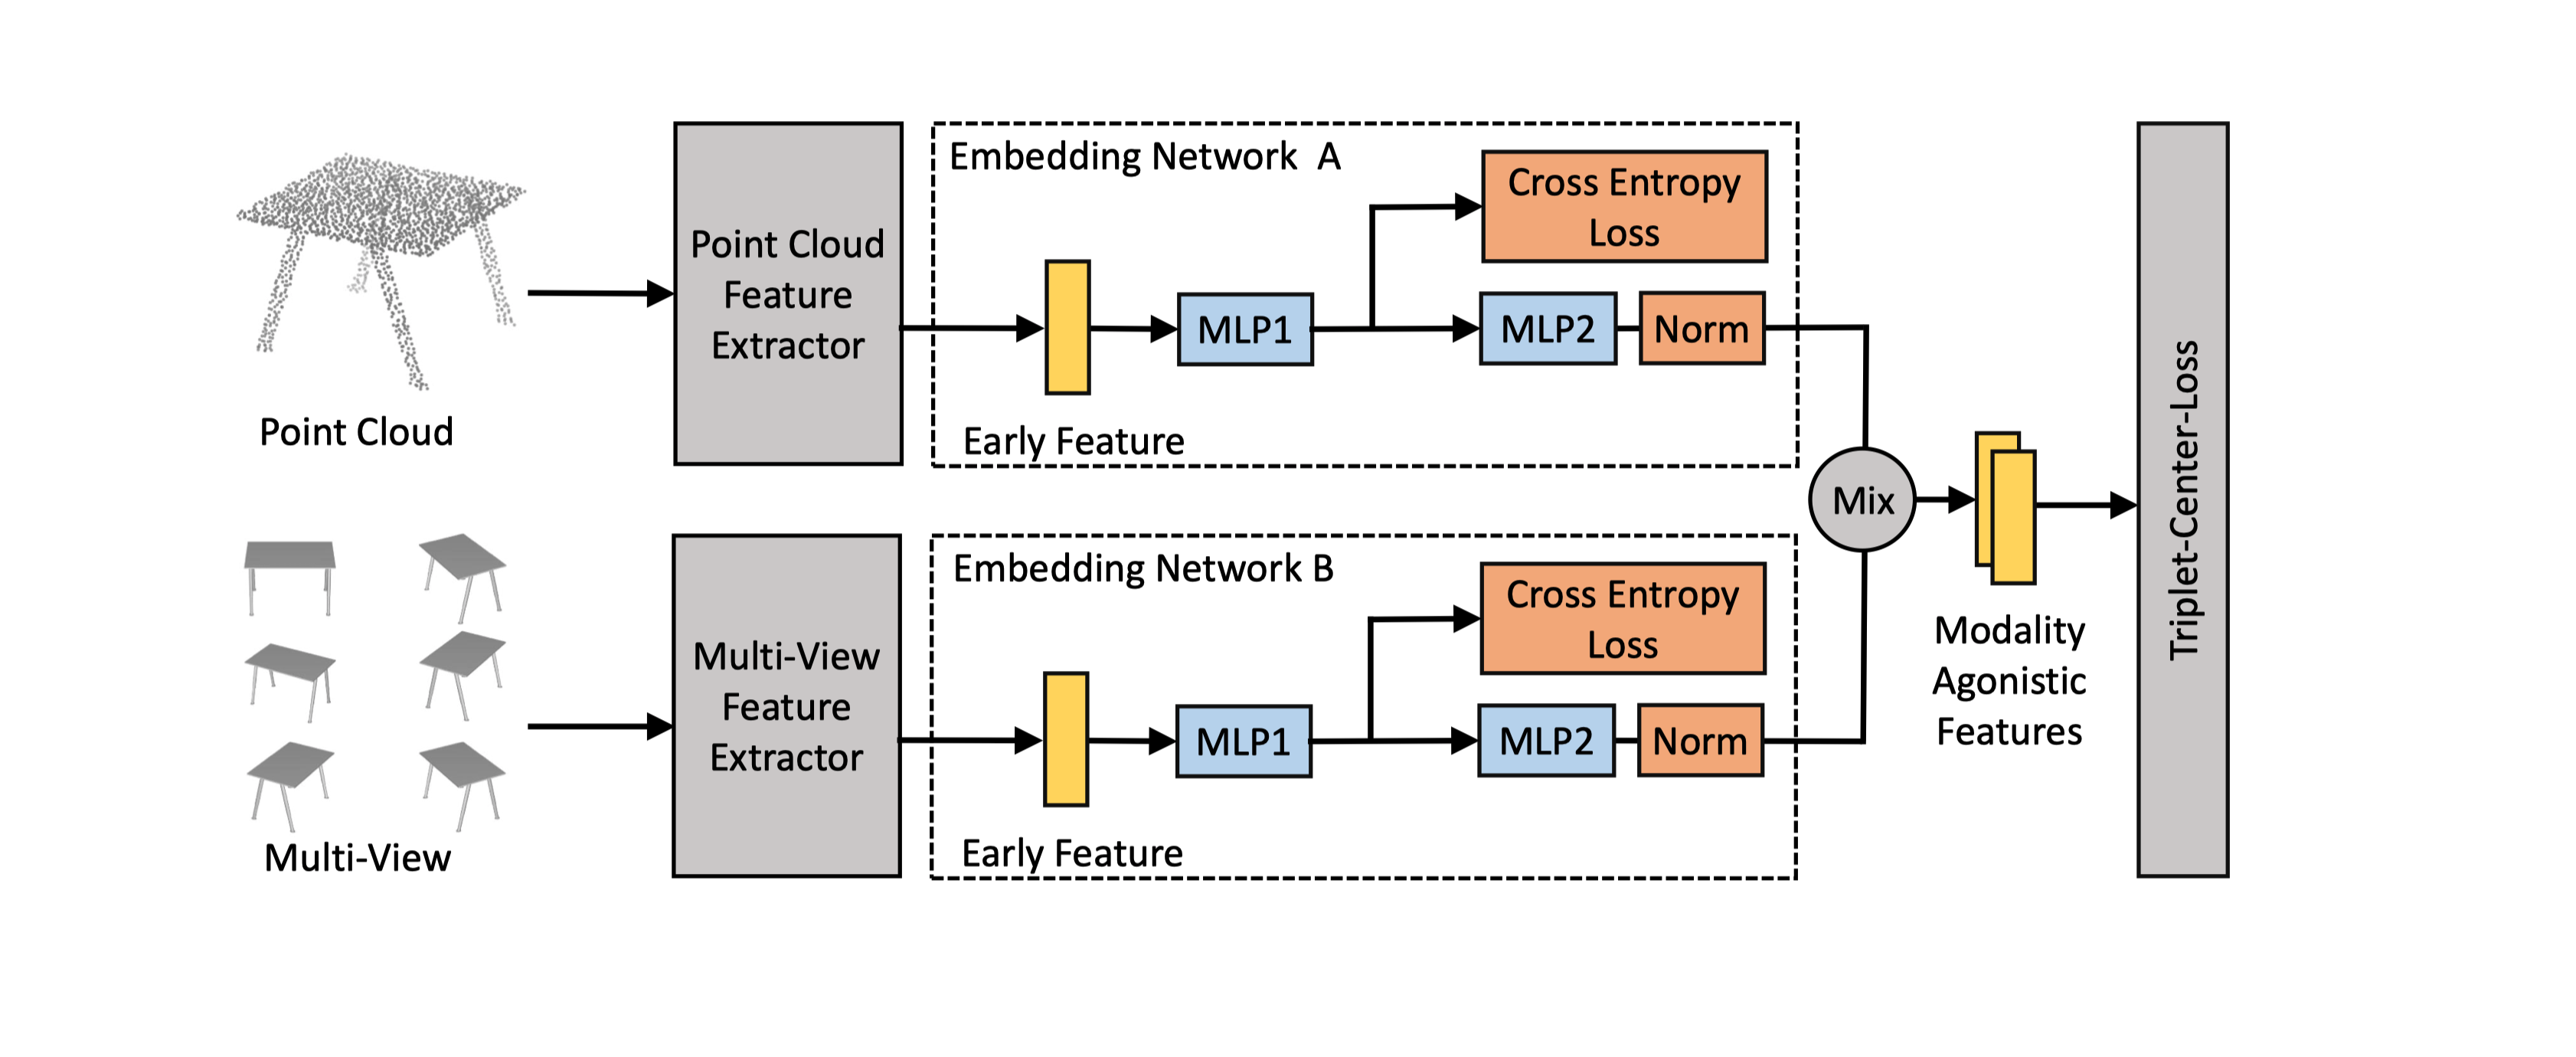 Embedding Network A
Cross Entropy
Loss
Point Cloud
Feature
Extractor
MLP1
MLP2
Norm
Early Feature
Point Cloud
Mix
Triplet-Center-Loss
Embedding Network B
Cross Entropy
Loss
Multi-View
Feature
Extractor
MLP1
MLP2
Norm
Early Feature
Multi-View
Modality
Agonistic
Features